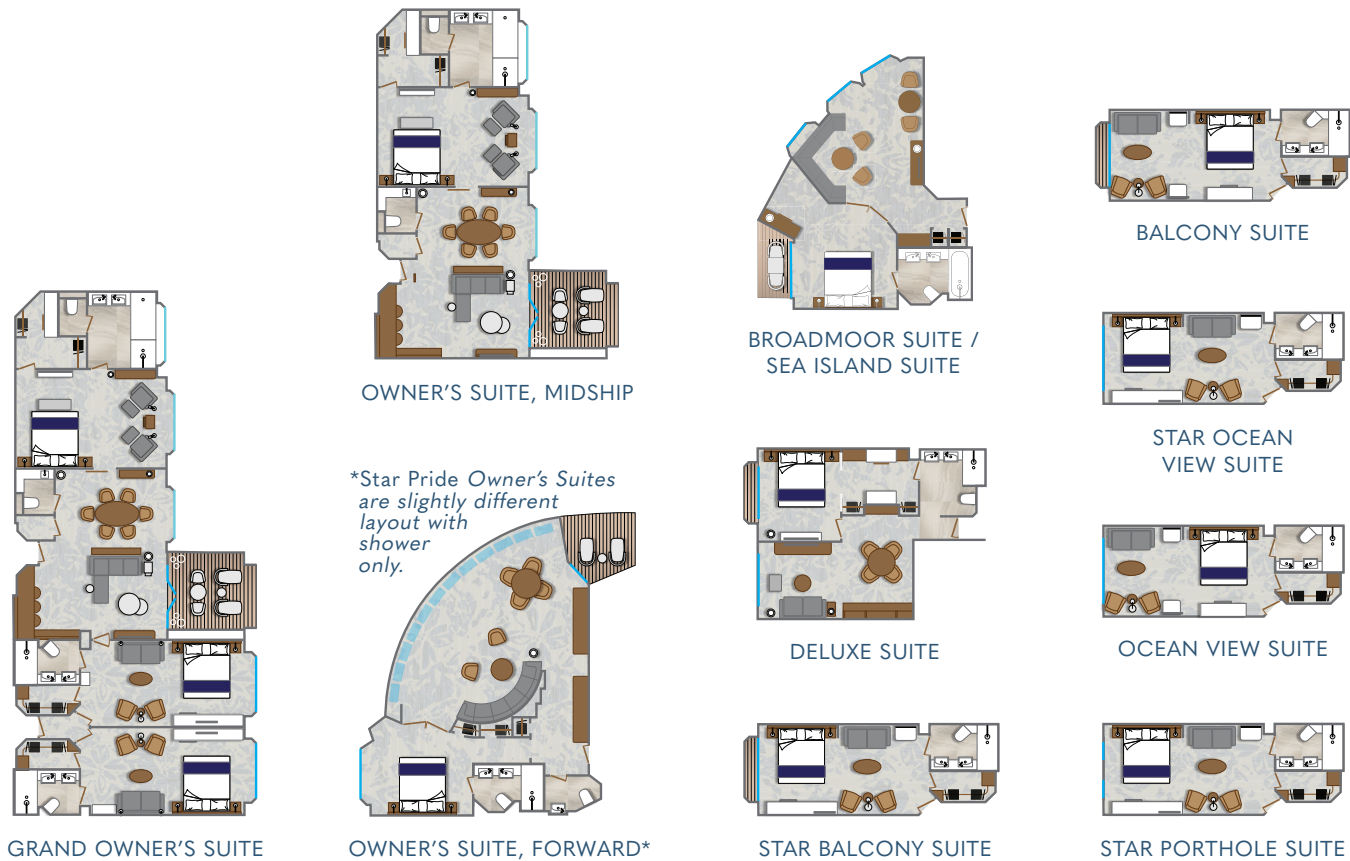 OWNER'S SUITE, MIDSHIP
*Star Pride Owner's Suites
are slightly different
layout with
shower
only.
GRAND OWNER'S SUITE
OWNER'S SUITE, FORWARD*
BROADMOOR SUITE /
SEA ISLAND SUITE
DELUXE SUITE
STAR BALCONY SUITE
BALCONY SUITE
STAR OCEAN
VIEW SUITE
OCEAN VIEW SUITE
STAR PORTHOLE SUITE